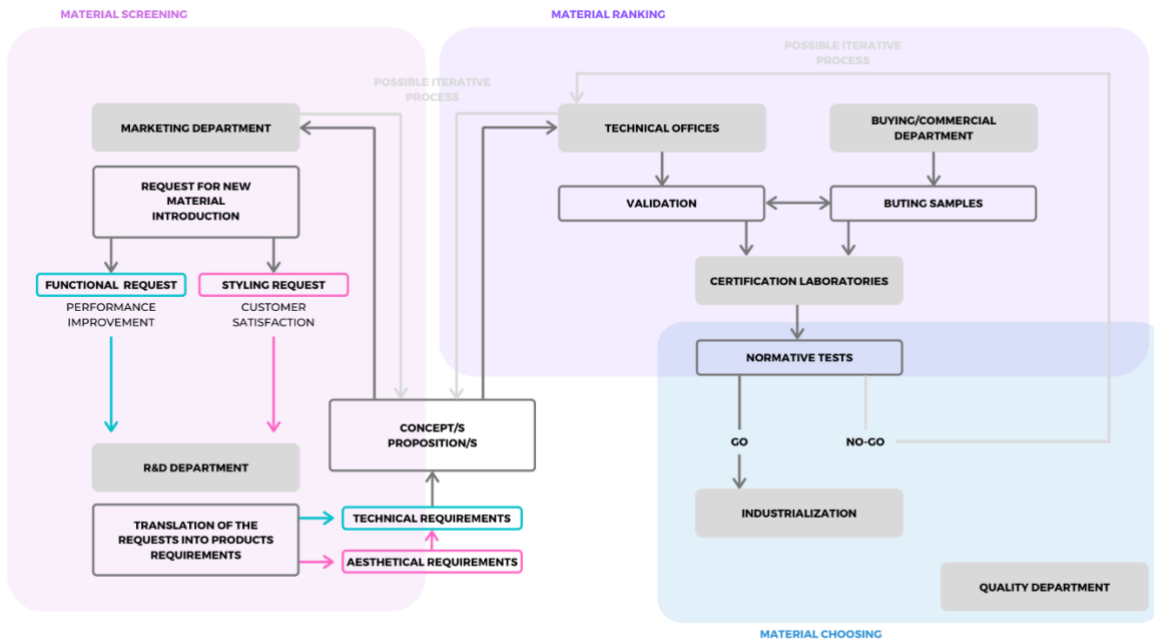 MATERIAL SCREENING
MATERIAL RANKING
POSSIBLE ITERATIVE
PROCESS
POSSIBLE ITERATIVE
PROCESS
MARKETING DEPARTMENT
TECHNICAL OFFICES
BUYING/COMMERCIAL
DEPARTMENT
REQUEST FOR NEW
MATERIAL
INTRODUCTION
VALIDATION
BUTING SAMPLES
FUNCTIONAL REQUEST
STYLING REQUEST
PERFORMANCE
IMPROVEMENT
CUSTOMER
SATISFACTION
CERTIFICATION LABORATORIES
NORMATIVE TESTS
CONCEPT/S
PROPOSITION/S
GO
NO-GO
R&D DEPARTMENT
TRANSLATION OF THE
REQUESTS INTO PRODUCTS
REQUIREMENTS
TECHNICAL REQUIREMENTS
AESTHETICAL REQUIREMENTS
INDUSTRIALIZATION
QUALITY DEPARTMENT
MATERIAL CHOOSING